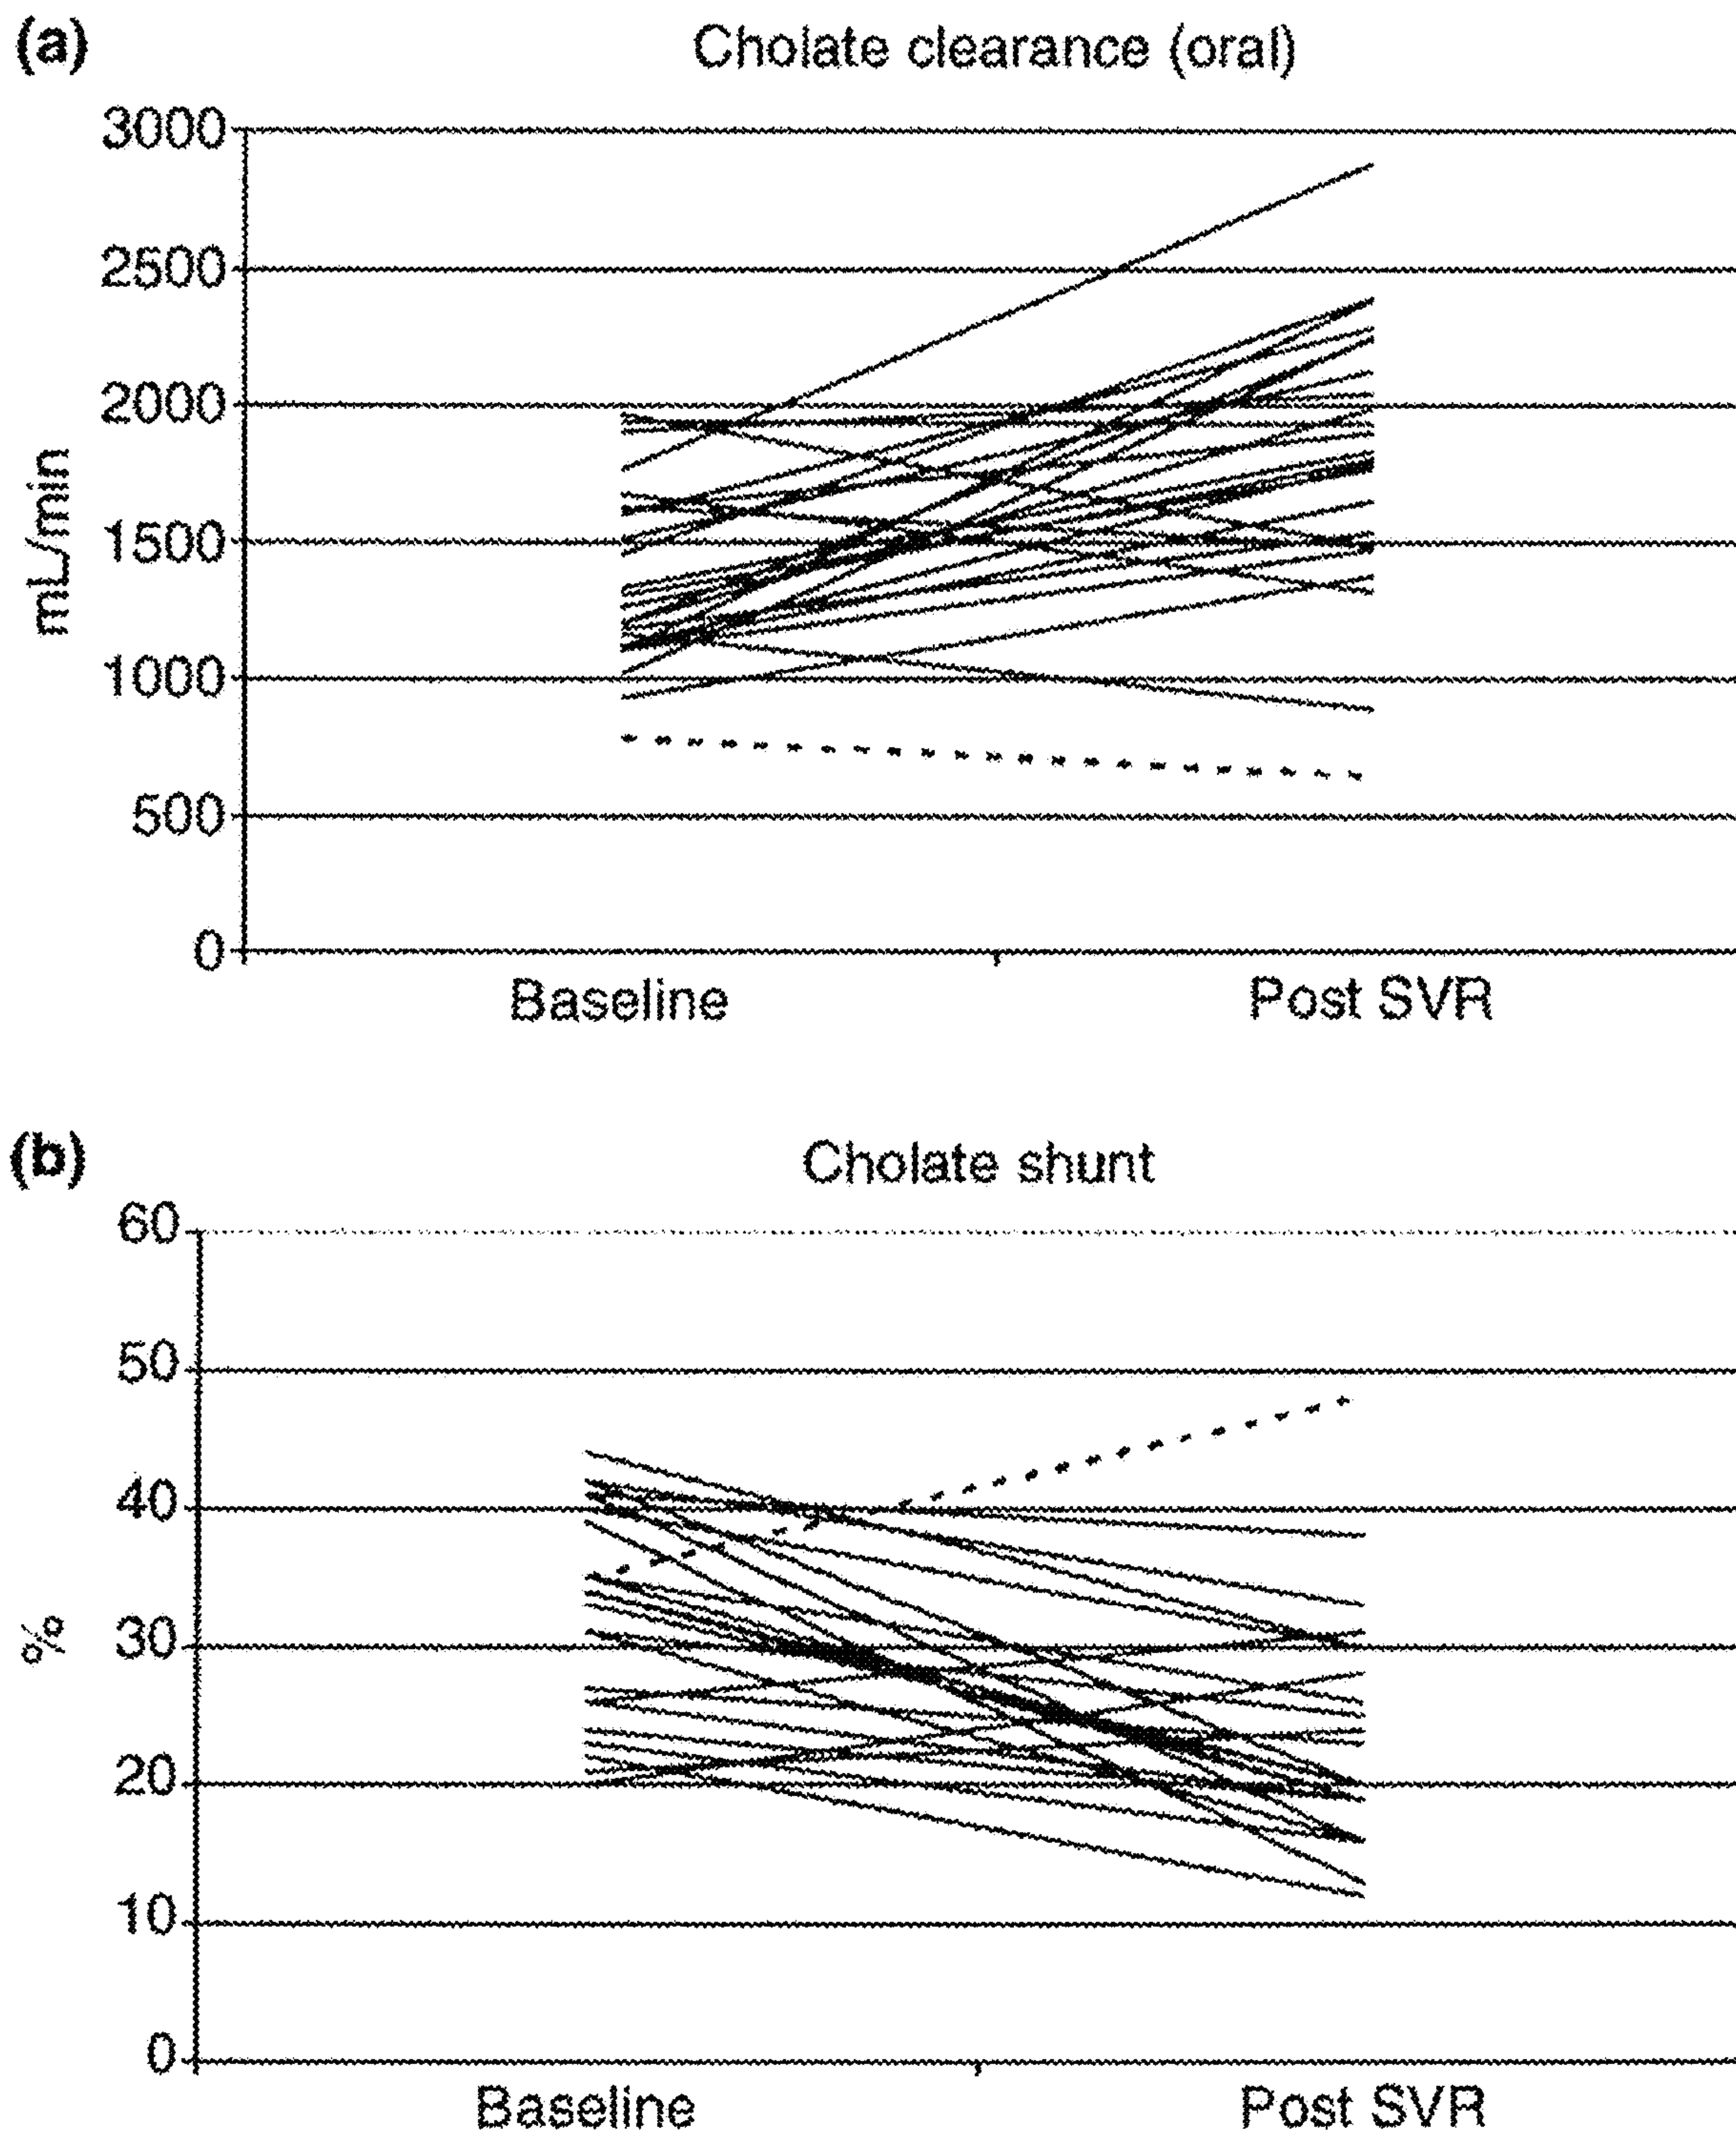 (a)
Cholate clearance (oral)
3000
2500
2000
1500
1000
500
0
mL/min
Baseline
Post SVR
(b)
Cholate shunt
60
50
40
30
20
10
0
%
Baseline
Post SVR